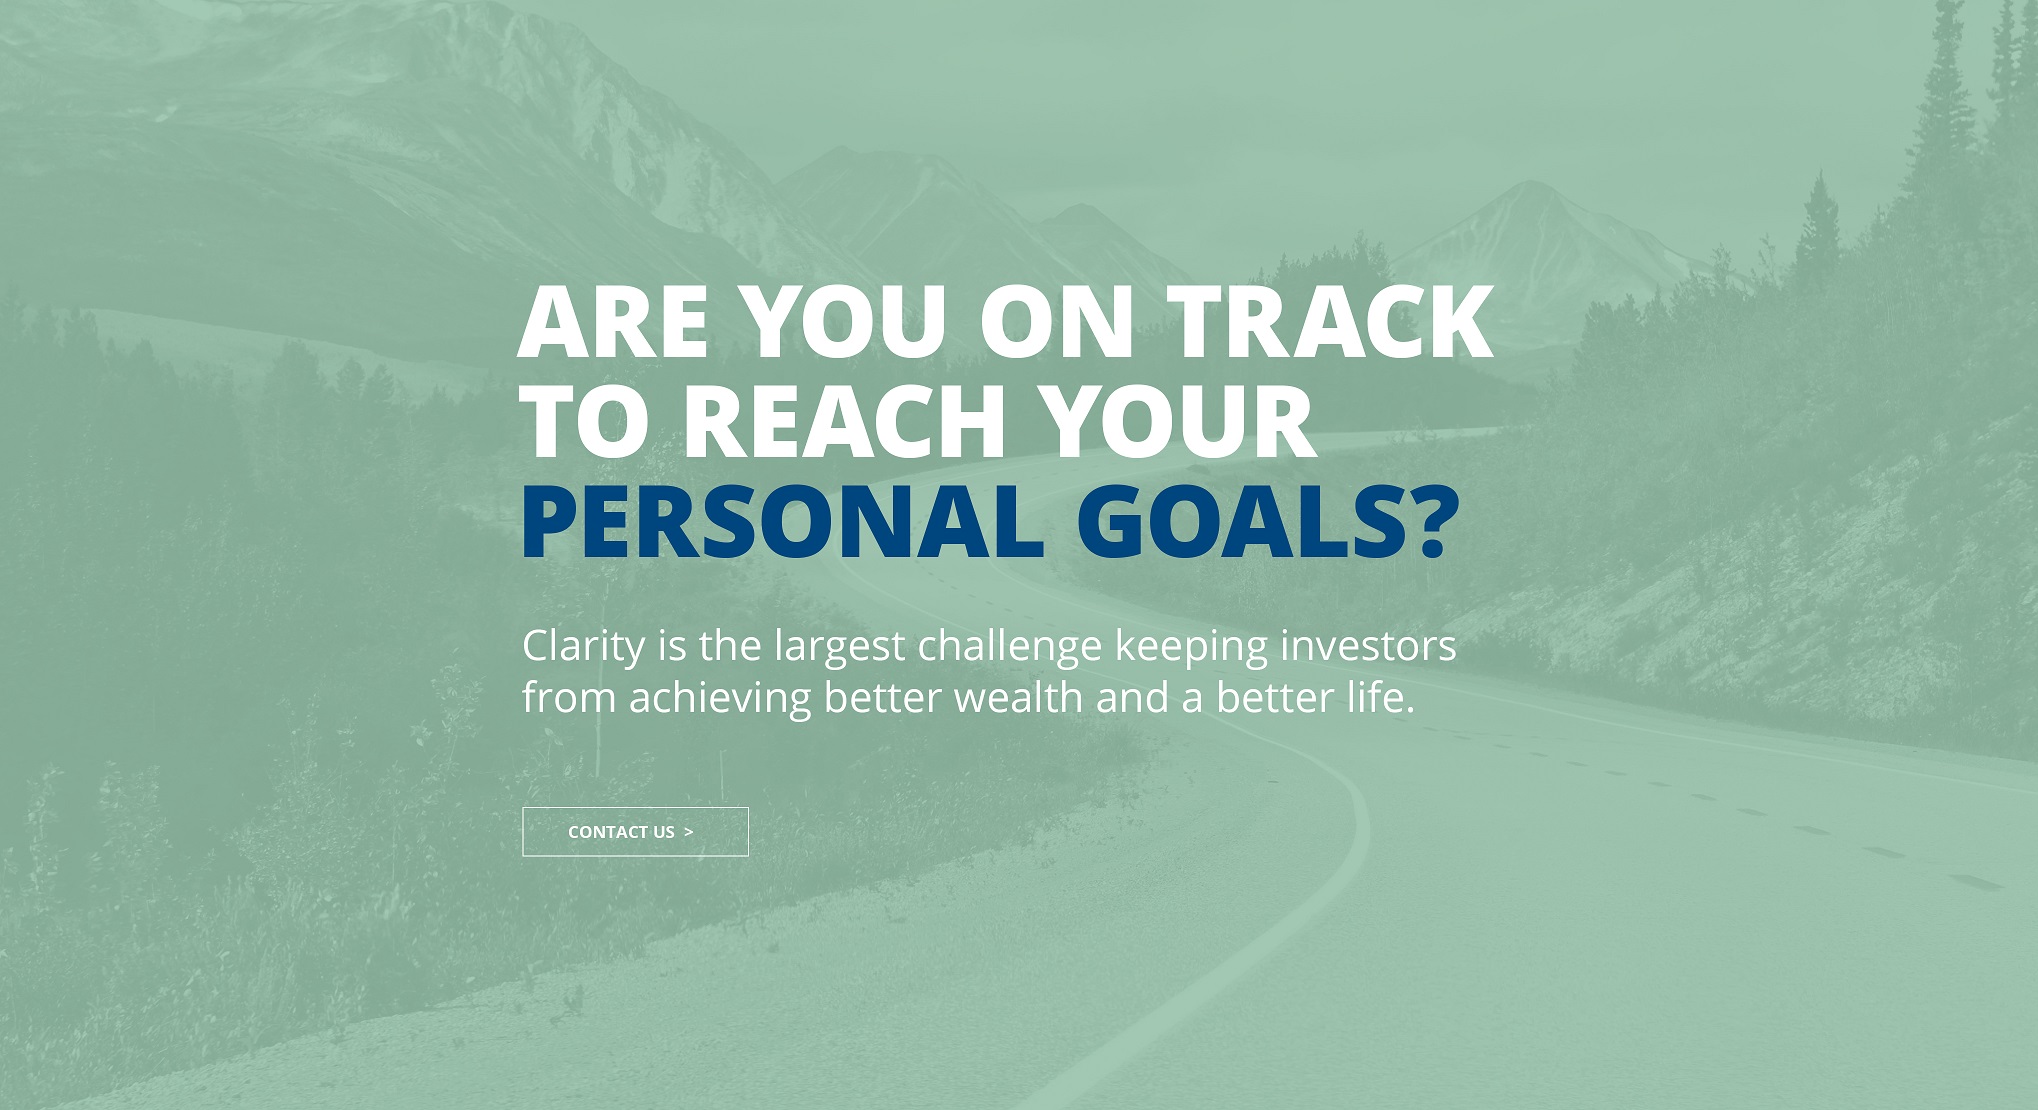 ARE YOU ON TRACK
TO REACH YOUR
PERSONAL GOALS?
Clarity is the largest challenge keeping investors
from achieving better wealth and a better life.
CONTACT US >